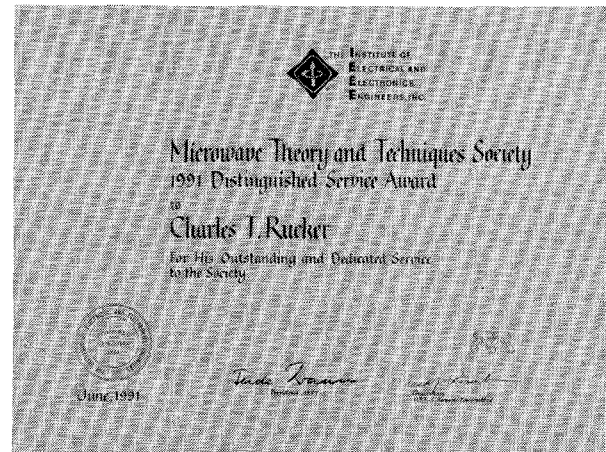 THE INSTITUTE OF
ELECTRICAL AND
ELECTRONICS
ENGINEERS, INC.
Microwave Theory and Techniques Society
1991 Distinguished Service Award
to
Charles T. Rucker
For His Outstanding and Dedicated Service
to the Society
June, 1991